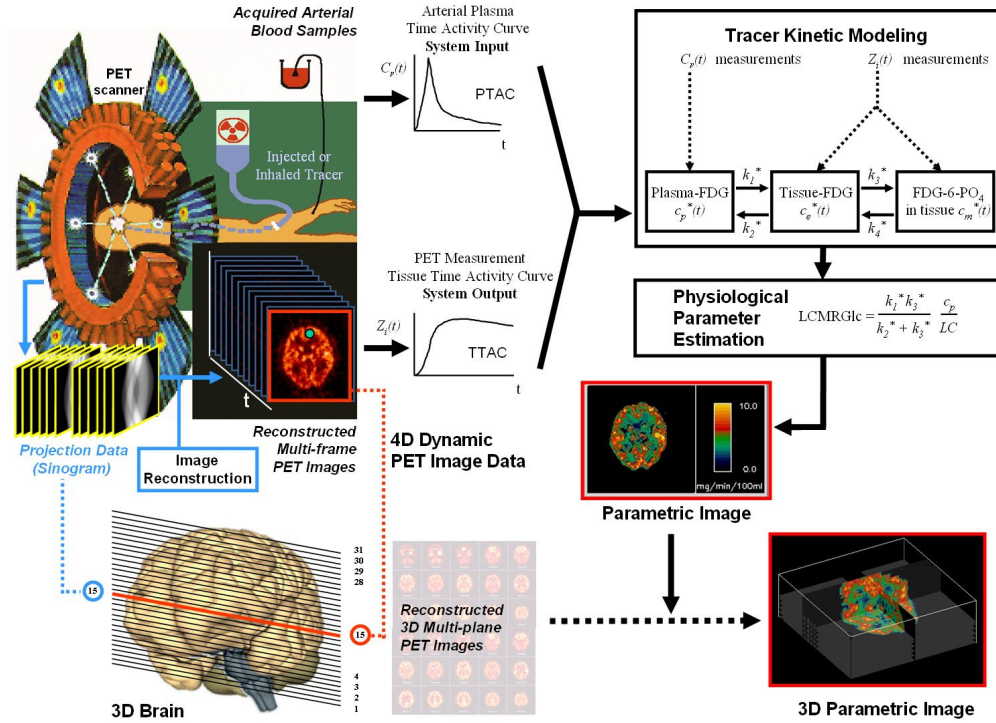 Acquired Arterial
Blood Samples
PET
scanner
Injected or
Inhaled Tracer
Arterial Plasma
Time Activity Curve
System Input
Cp(t)
PTAC
t
PET Measurement
Tissue Time Activity Curve
System Output
Zi(t)
TTAC
t
t
Projection Data
(Sinogram)
Image
Reconstruction
Reconstructed
Multi-frame
PET Images
4D Dynamic
PET Image Data
Tracer Kinetic Modeling
Cp(t) measurements
Zi(t) measurements
Plasma-FDG
cp*(t)
k1*
k2*
Tissue-FDG
ce*(t)
k3*
k4*
FDG-6-PO4
in tissue cm*(t)
Physiological
Parameter
Estimation
LCMRGlc = k1* k3* / k2* + k3* cp / LC
10.0
0.0
mg/min/100ml
Parametric Image
31
30
29
28
15
15
4
3
2
1
3D Brain
Reconstructed
3D Multi-plane
PET Images
3D Parametric Image